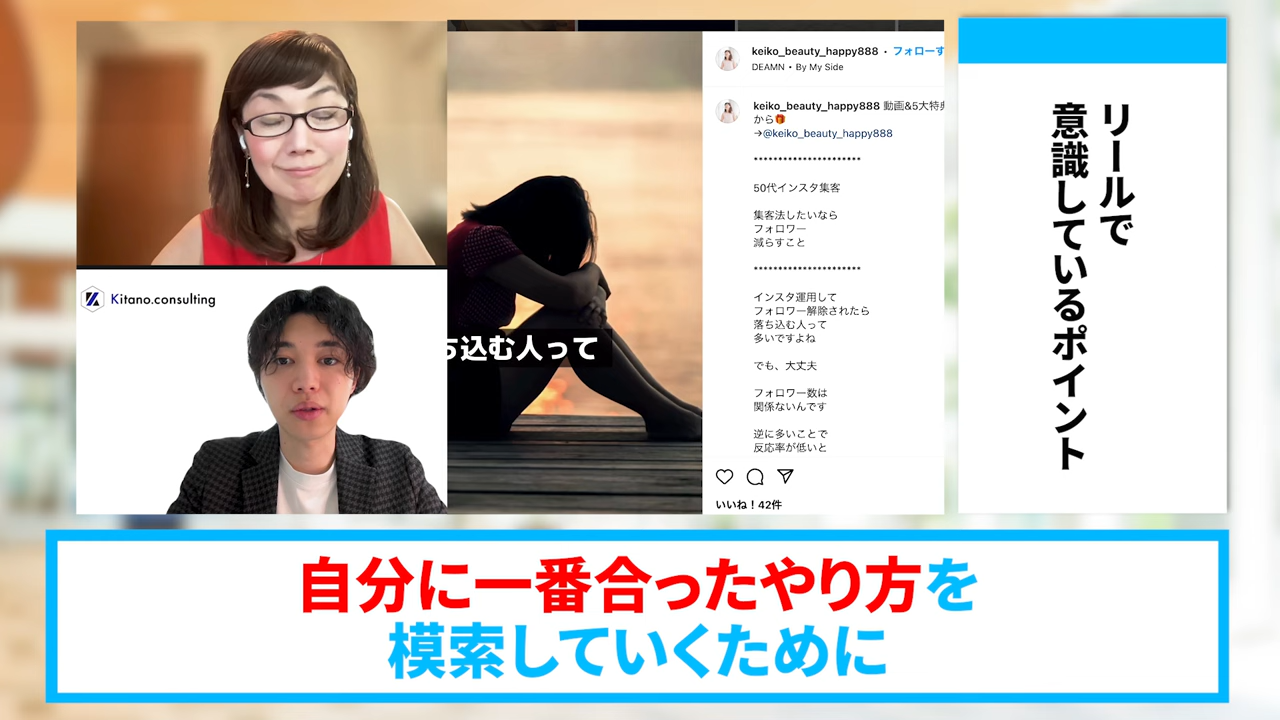 Kitano.consulting
ち込む人って
keiko_beauty_happy888 • フォローす
DEAMN • By My Side
keiko_beauty_happy888 動画&5大特典
から🎁
→@keiko_beauty_happy888
**********************
50代インスタ集客
集客法したいなら
フォロワー
減らすこと
**********************
インスタ運用して
フォロワー解除されたら
落ち込む人って
多いですよね
でも、大丈夫
フォロワー数は
関係ないんです
逆に多いことで
反応率が低いと
いいね！42件
リールで
意識しているポイント
自分に一番合ったやり方を
模索していくために